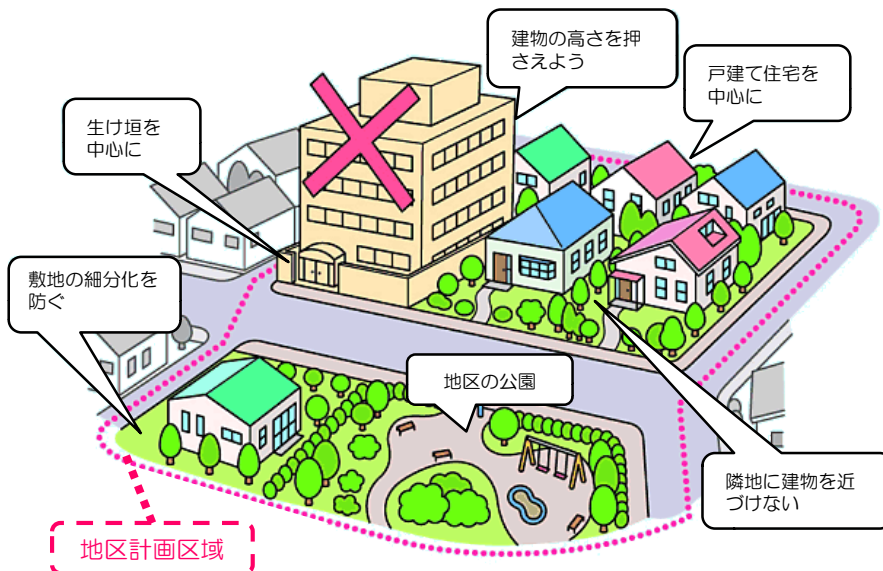 建物の高さを押
さえよう
戸建て住宅を
中心に
生け垣を
中心に
敷地の細分化を
防ぐ
地区の公園
隣地に建物を近
づけない
地区計画区域